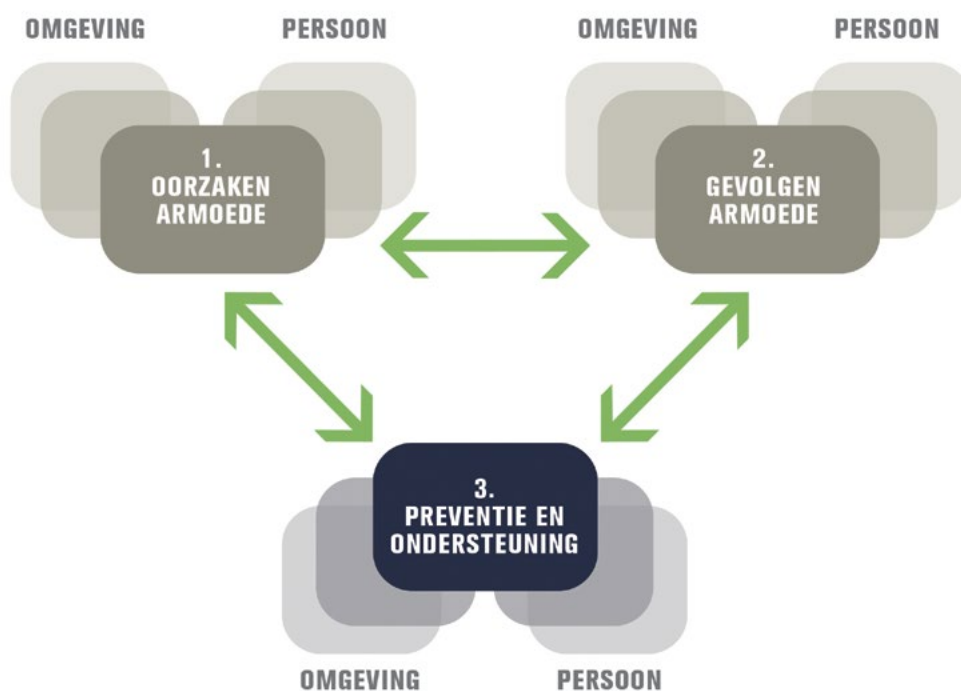 OMGEVING
PERSOON
OMGEVING
PERSOON
1.
OORZAKEN
ARMOEDE
2.
GEVOLGEN
ARMOEDE
3.
PREVENTIE EN
ONDERSTEUNING
OMGEVING
PERSOON